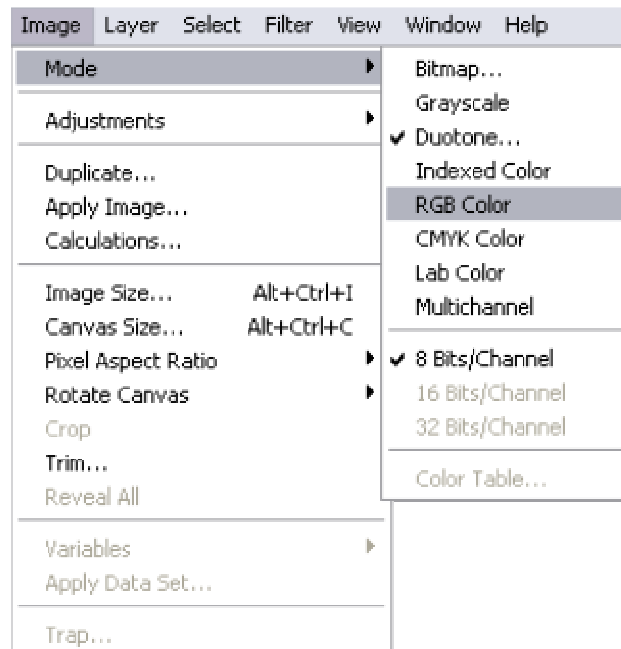 Image Layer Select Filter View Window Help
Mode
Adjustments
Duplicate...
Apply Image...
Calculations...
Image Size... Alt+Ctrl+I
Canvas Size... Alt+Ctrl+C
Pixel Aspect Ratio
Rotate Canvas
Crop
Trim...
Reveal All
Variables
Apply Data Set...
Trap...
Bitmap...
Grayscale
Duotone...
Indexed Color
RGB Color
CMYK Color
Lab Color
Multichannel
8 Bits/Channel
16 Bits/Channel
32 Bits/Channel
Color Table...